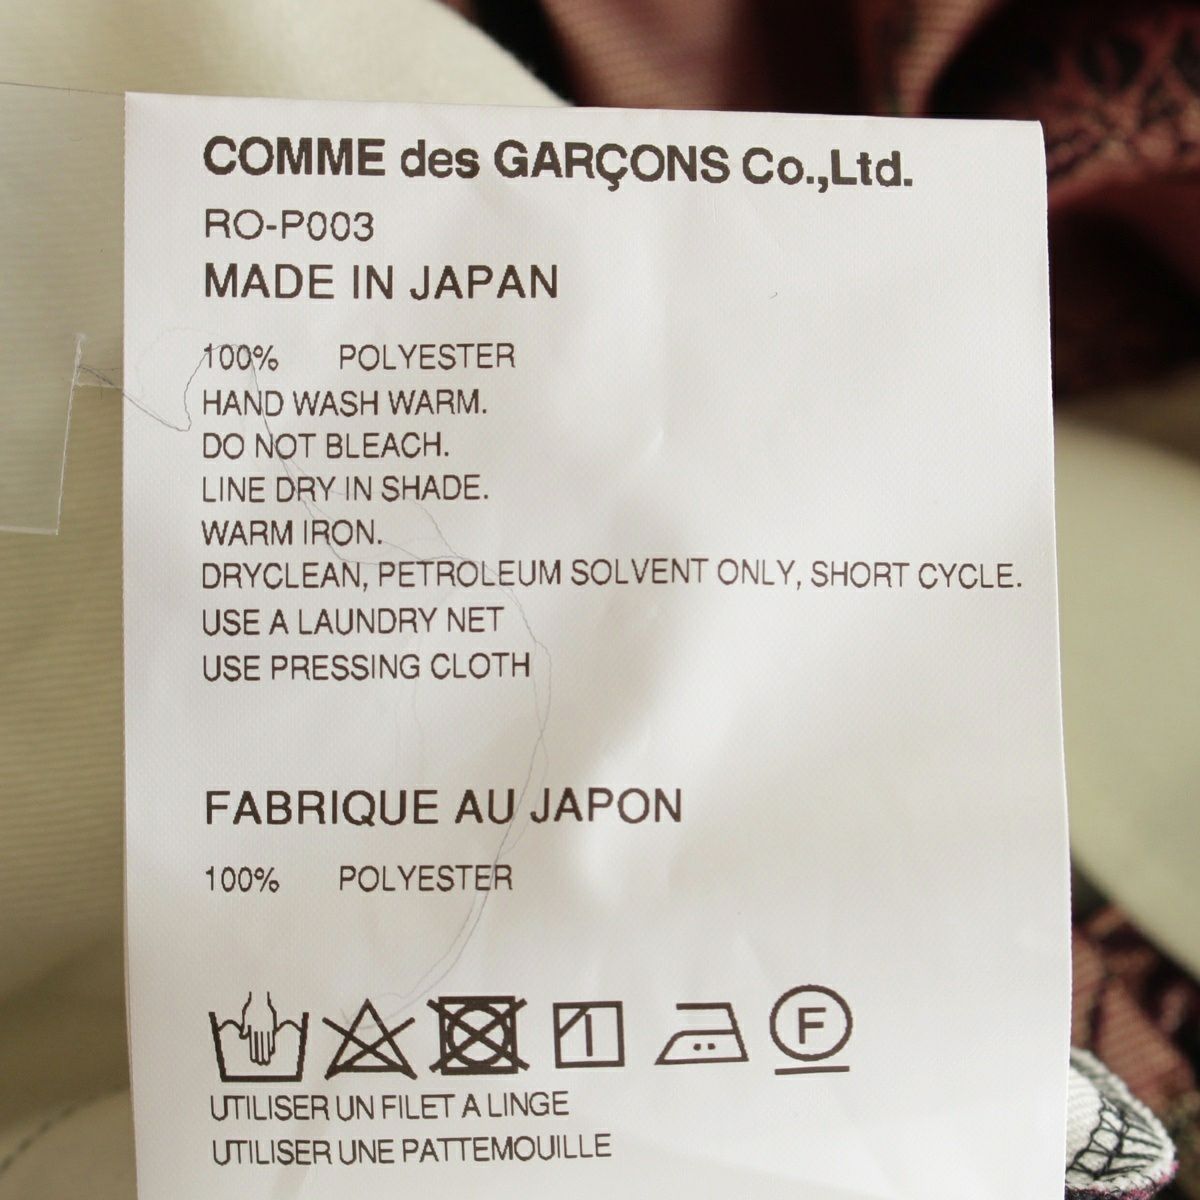 COMME des GARÇONS Co.,Ltd.
RO-P003
MADE IN JAPAN
100% POLYESTER
HAND WASH WARM.
DO NOT BLEACH.
LINE DRY IN SHADE.
WARM IRON.
DRYCLEAN, PETROLEUM SOLVENT ONLY, SHORT CYCLE.
USE A LAUNDRY NET
USE PRESSING CLOTH
FABRIQUE AU JAPON
100% POLYESTER
F
UTILISER UN FILET A LINGE
UTILISER UNE PATTEMOUILLE